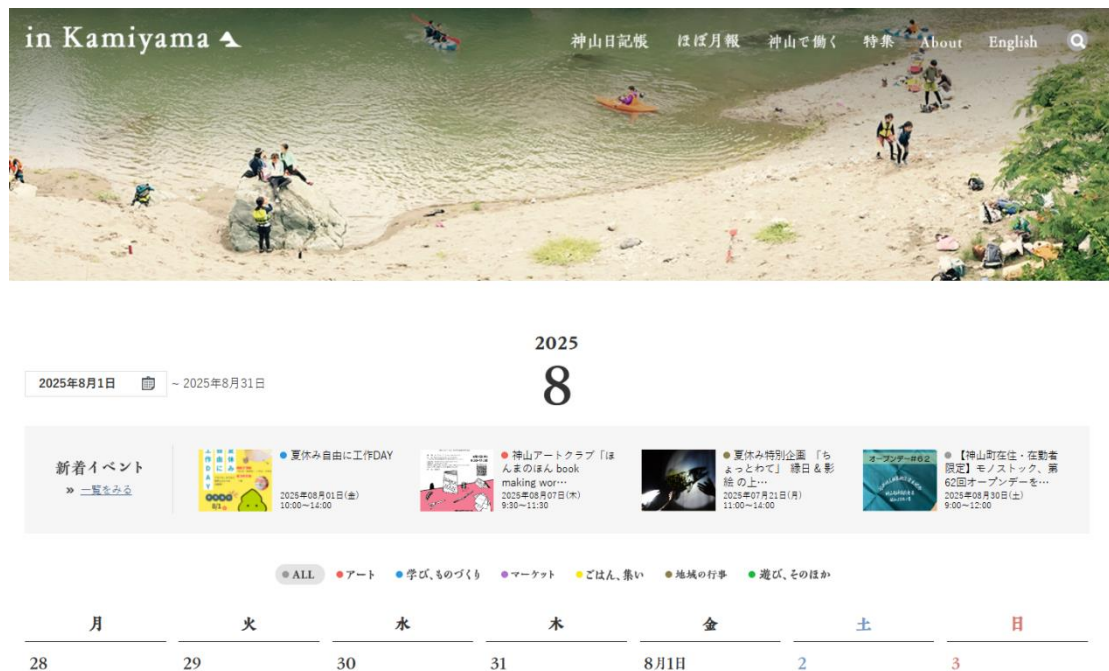 in Kamiyama
神山日記帳 ほぼ月報 神山で働く 特集 About English
2025
8
2025年8月1日 ~ 2025年8月31日
新着イベント
» 一覧をみる
夏休み自由に工作DAY
2025年08月01日(金)
10:00～14:00
神山アートクラブ「ほ
んまのほん book
making wor…
2025年08月07日(木)
9:30～11:30
夏休み特別企画 「ち
ょっとわて」 縁日 & 影
絵 の上…
2025年07月21日(月)
11:00～14:00
オープンデー#62
【神山町在住・在勤者
限定】モノストック、第
62回オープンデーを…
2025年08月30日(土)
9:00～12:00
ALL アート 学び、ものづくり マーケット ごはん、集い 地域の行事 遊び、そのほか
月 火 水 木 金 土 日
28 29 30 31 8月1日 2 3